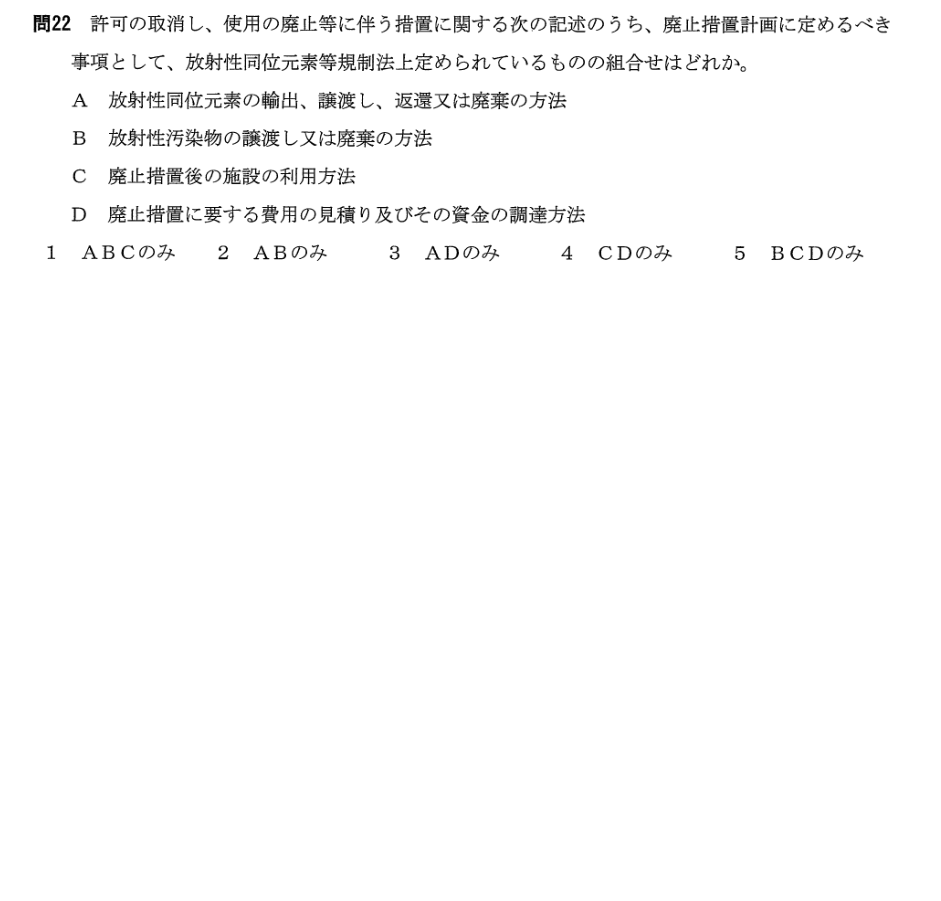 問22　許可の取消し、使用の廃止等に伴う措置に関する次の記述のうち、廃止措置計画に定めるべき
事項として、放射性同位元素等規制法上定められているものの組合せはどれか。
A　放射性同位元素の輸出、譲渡し、返還又は廃棄の方法
B　放射性汚染物の譲渡し又は廃棄の方法
C　廃止措置後の施設の利用方法
D　廃止措置に要する費用の見積り及びその資金の調達方法
1　ABCのみ　2　ABのみ　3　ADのみ　4　CDのみ　5　BCDのみ